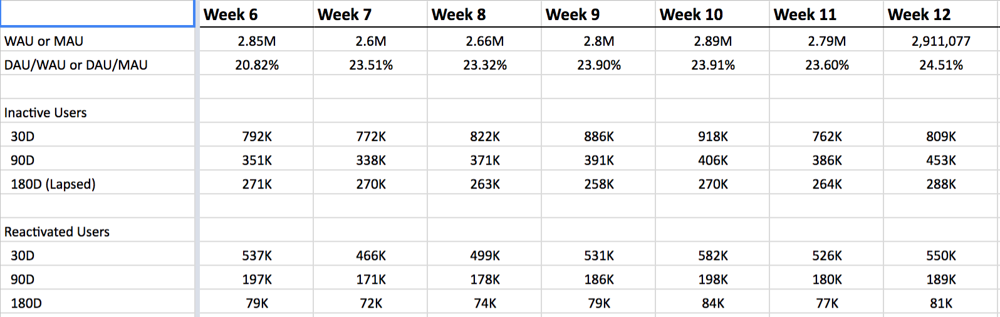 Week 6 Week 7 Week 8 Week 9 Week 10 Week 11 Week 12
WAU or MAU 2.85M 2.6M 2.66M 2.8M 2.89M 2.79M 2,911,077
DAU/WAU or DAU/MAU 20.82% 23.51% 23.32% 23.90% 23.91% 23.60% 24.51%
Inactive Users
30D 792K 772K 822K 886K 918K 762K 809K
90D 351K 338K 371K 391K 406K 386K 453K
180D (Lapsed) 271K 270K 263K 258K 270K 264K 288K
Reactivated Users
30D 537K 466K 499K 531K 582K 526K 550K
90D 197K 171K 178K 186K 198K 180K 189K
180D 79K 72K 74K 79K 84K 77K 81K